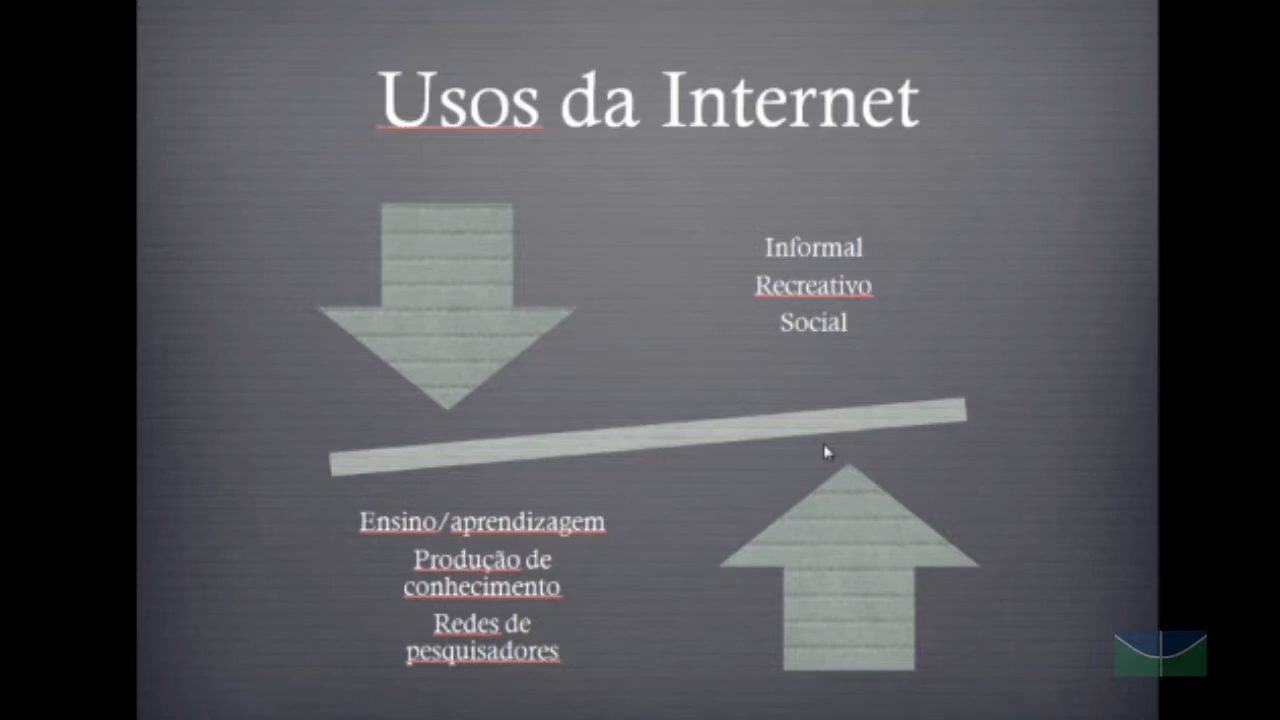 Usos da Internet
Informal
Recreativo
Social
Ensino/aprendizagem
Produção de
conhecimento
Redes de
pesquisadores